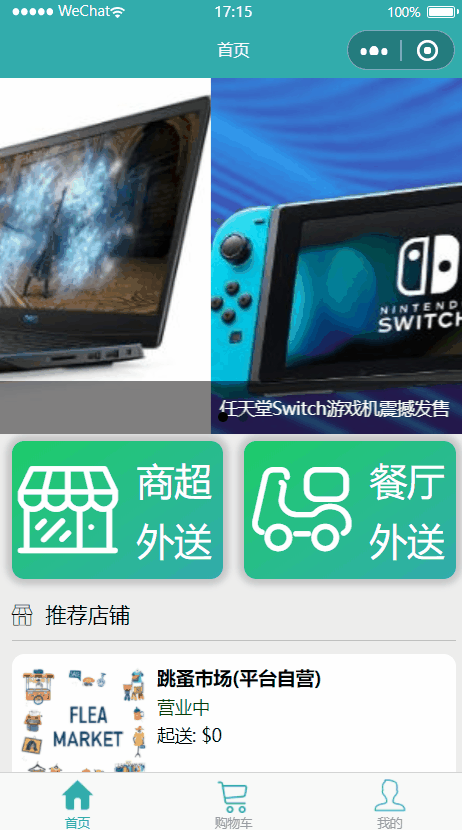 WeChat 17:15 100%
首页
NINTENDO
SWITCH
任天堂Switch游戏机震撼发售
商超
外送
餐厅
外送
推荐店铺
FLEA
MARKET
跳蚤市场(平台自营)
营业中
起送: $0
首页 购物车 我的